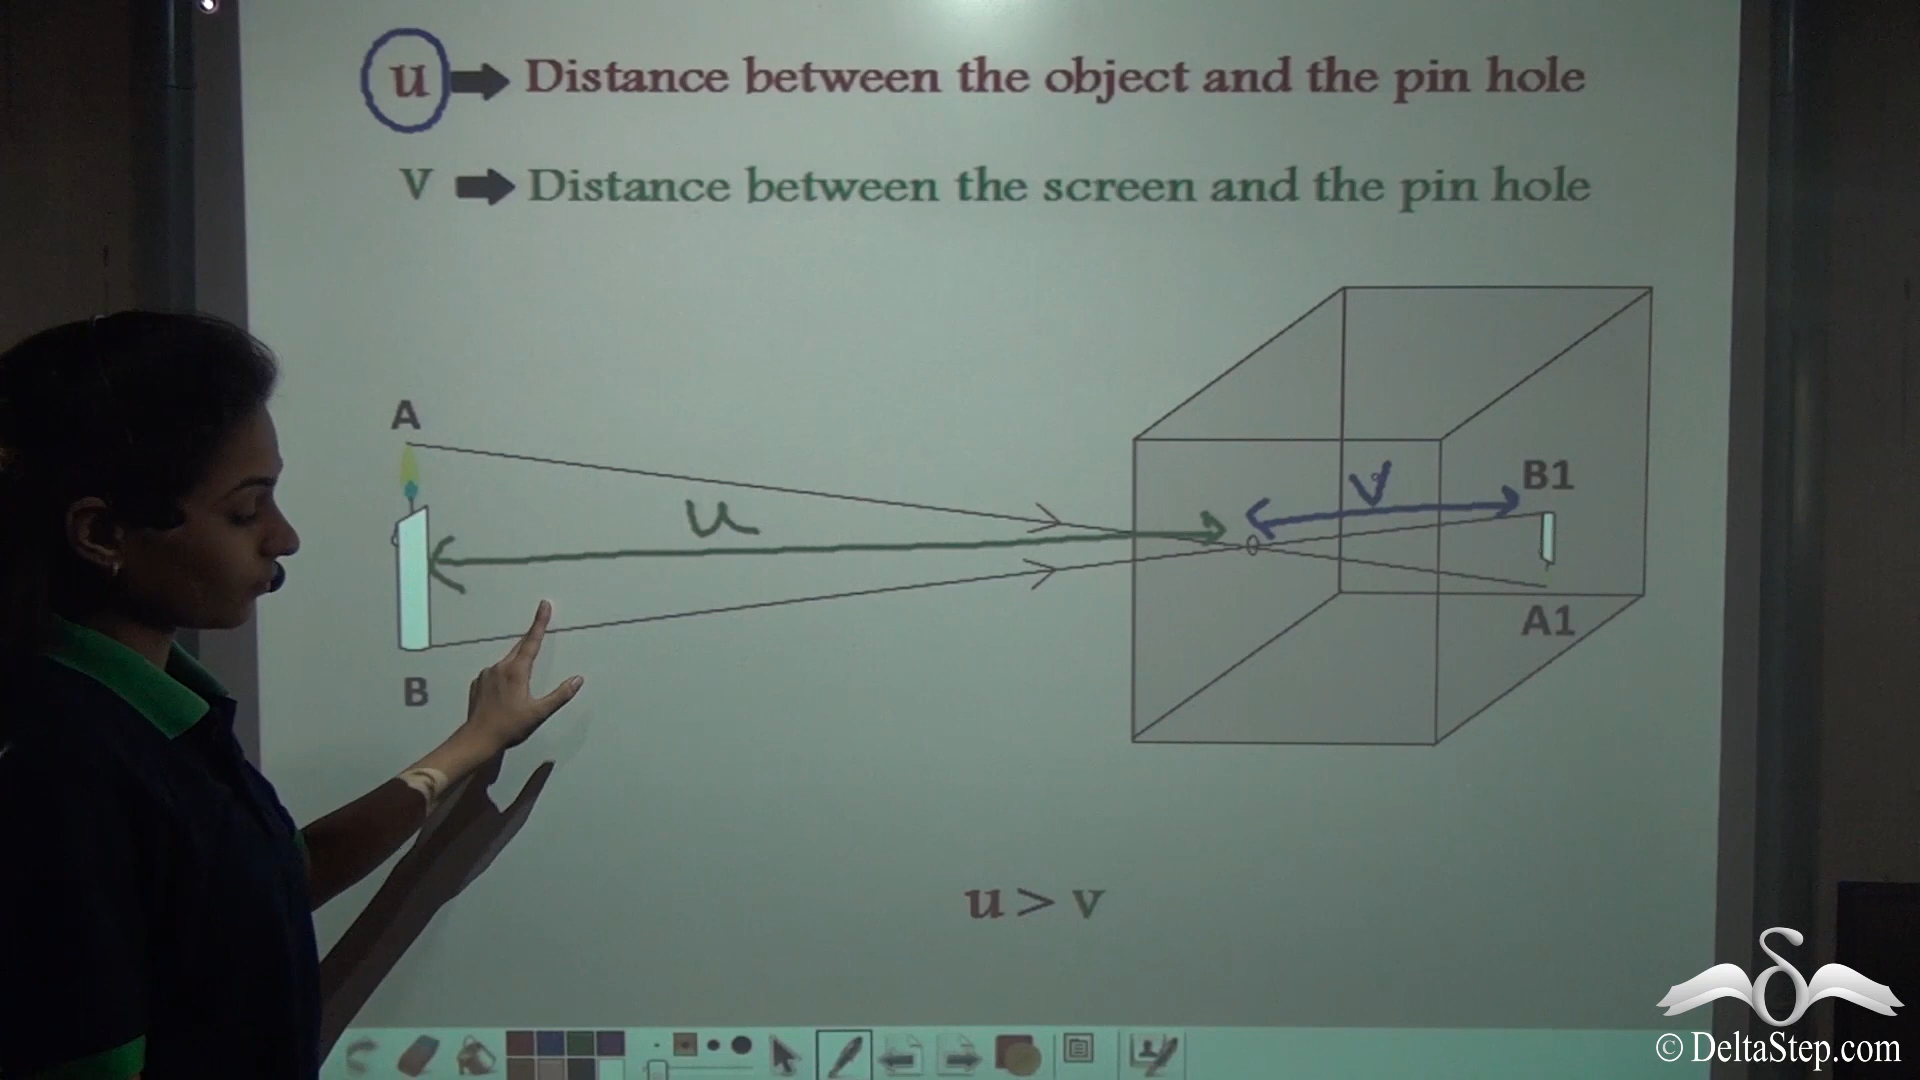 u → Distance between the object and the pin hole
v → Distance between the screen and the pin hole
A
u
v
B1
A1
B
u > v
© DeltaStep.com